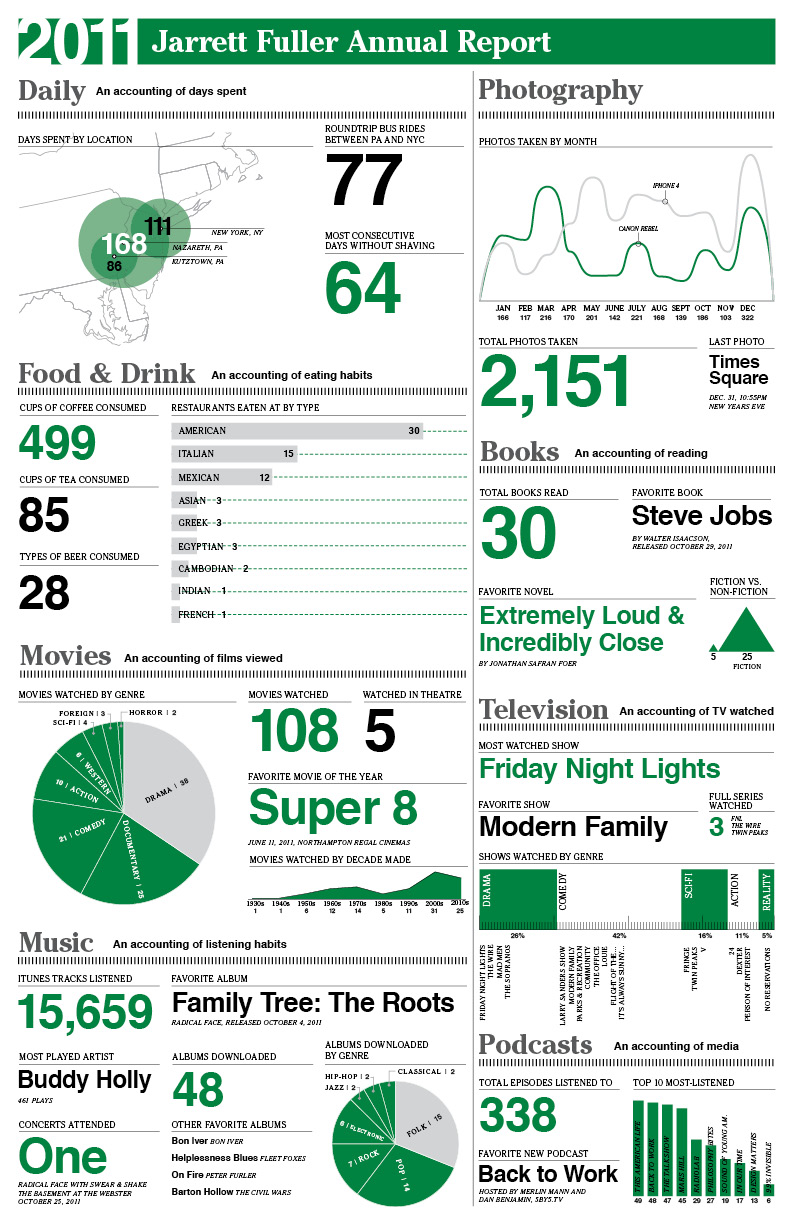 2011 Jarrett Fuller Annual Report
Daily An accounting of days spent
DAYS SPENT BY LOCATION
111
168
86
NEW YORK, NY
NAZARETH, PA
KUTZTOWN, PA
ROUNDTRIP BUS RIDES
BETWEEN PA AND NYC
77
MOST CONSECUTIVE
DAYS WITHOUT SHAVING
64
Food & Drink An accounting of eating habits
CUPS OF COFFEE CONSUMED
499
CUPS OF TEA CONSUMED
85
TYPES OF BEER CONSUMED
28
RESTAURANTS EATEN AT BY TYPE
AMERICAN 30
ITALIAN 15
MEXICAN 12
ASIAN 3
GREEK 3
EGYPTIAN 3
CAMBODIAN 2
INDIAN 1
FRENCH 1
Movies An accounting of films viewed
MOVIES WATCHED BY GENRE
FOREIGN | 3
HORROR | 2
SCI-FI | 4
6 | WESTERN
10 | ACTION
21 | COMEDY
DOCUMENTARY | 25
DRAMA | 38
MOVIES WATCHED
108
WATCHED IN THEATRE
5
FAVORITE MOVIE OF THE YEAR
Super 8
JUNE 11, 2011, NORTHAMPTON REGAL CINEMAS
MOVIES WATCHED BY DECADE MADE
1930s 1940s 1950s 1960s 1970s 1980s 1990s 2000s 2010s
1 1 6 12 14 5 11 31 25
Music An accounting of listening habits
ITUNES TRACKS LISTENED
15,659
FAVORITE ALBUM
Family Tree: The Roots
RADICAL FACE, RELEASED OCTOBER 4, 2011
MOST PLAYED ARTIST
Buddy Holly
461 PLAYS
ALBUMS DOWNLOADED
48
CONCERTS ATTENDED
One
RADICAL FACE WITH SWEAR & SHAKE
THE BASEMENT AT THE WEBSTER
OCTOBER 25, 2011
OTHER FAVORITE ALBUMS
Bon Iver BON IVER
Helplessness Blues FLEET FOXES
On Fire PETER FURLER
Barton Hollow THE CIVIL WARS
ALBUMS DOWNLOADED
BY GENRE
CLASSICAL | 2
HIP-HOP | 2
JAZZ | 2
6 | ELECTRONIC
7 | ROCK
POP | 14
FOLK | 15
Photography
PHOTOS TAKEN BY MONTH
IPHONE 4
CANON REBEL
JAN FEB MAR APR MAY JUNE JULY AUG SEPT OCT NOV DEC
166 117 216 170 201 142 221 168 139 186 103 322
TOTAL PHOTOS TAKEN
2,151
LAST PHOTO
Times
Square
DEC. 31, 10:55PM
NEW YEARS EVE
Books An accounting of reading
TOTAL BOOKS READ
30
FAVORITE BOOK
Steve Jobs
BY WALTER ISAACSON,
RELEASED OCTOBER 29, 2011
FAVORITE NOVEL
Extremely Loud &
Incredibly Close
BY JONATHAN SAFRAN FOER
FICTION VS.
NON-FICTION
5 25
FICTION
Television An accounting of TV watched
MOST WATCHED SHOW
Friday Night Lights
FAVORITE SHOW
Modern Family
FULL SERIES
WATCHED
3
FNL
THE WIRE
TWIN PEAKS
SHOWS WATCHED BY GENRE
DRAMA
COMEDY
SCI-FI
ACTION
REALITY
26% 42% 16% 11% 5%
FRIDAY NIGHT LIGHTS
THE WIRE
MAD MEN
THE SOPRANOS
LARRY SANDERS SHOW
MODERN FAMILY
PARKS & RECREATION
COMMUNITY
THE OFFICE
LOUIE
FLIGHT OF THE...
IT'S ALWAYS SUNNY...
FRINGE
TWIN PEAKS
V
24
DEXTER
PERSON OF INTEREST
NO RESERVATIONS
Podcasts An accounting of media
TOTAL EPISODES LISTENED TO
338
FAVORITE NEW PODCAST
Back to Work
HOSTED BY MERLIN MANN AND
DAN BENJAMIN, 5BY5.TV
TOP 10 MOST-LISTENED
THIS AMERICAN LIFE
BACK TO WORK
THE TALK SHOW
MARS HILL
RADIOLAB
PHILOSOPHY BITES
SOUND OF YOUNG AM.
IN OUR TIME
DESIGN MATTERS
99% INVISIBLE
49 48 47 45 29 27 19 17 13 6